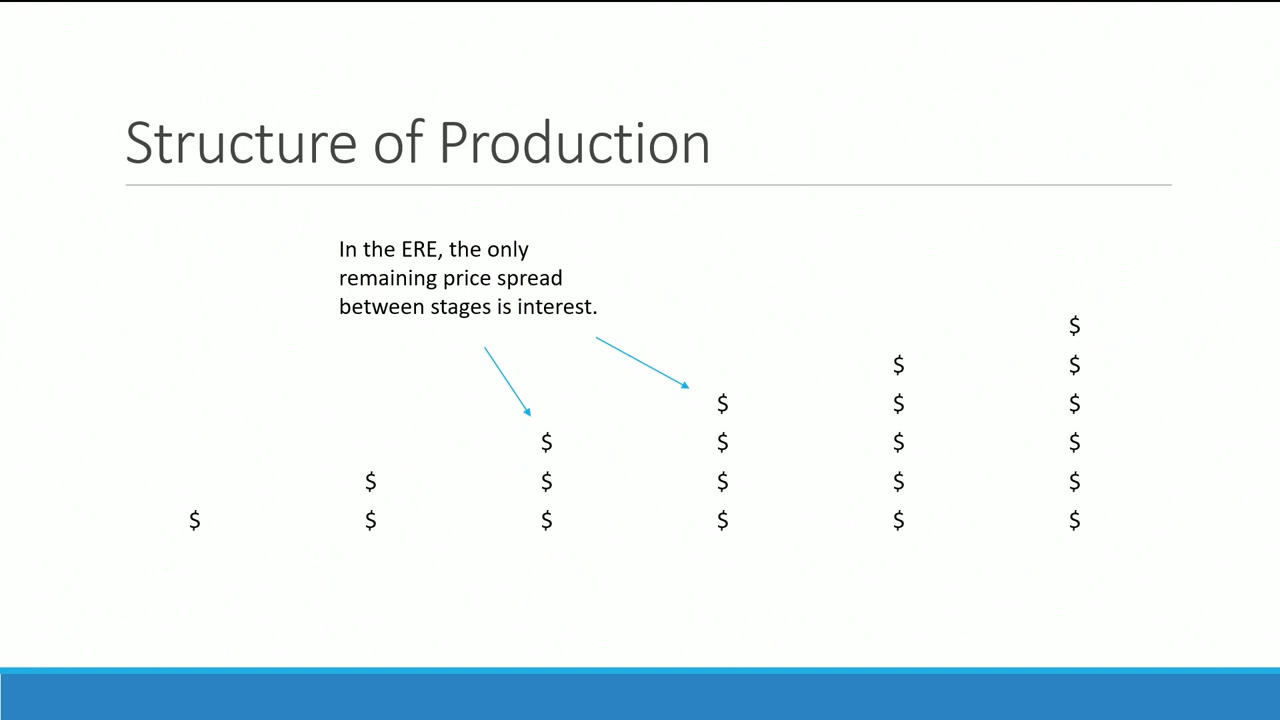 Structure of Production
In the ERE, the only
remaining price spread
between stages is interest.
$
$ $
$ $ $
$ $ $ $
$ $ $ $ $
$ $ $ $ $ $